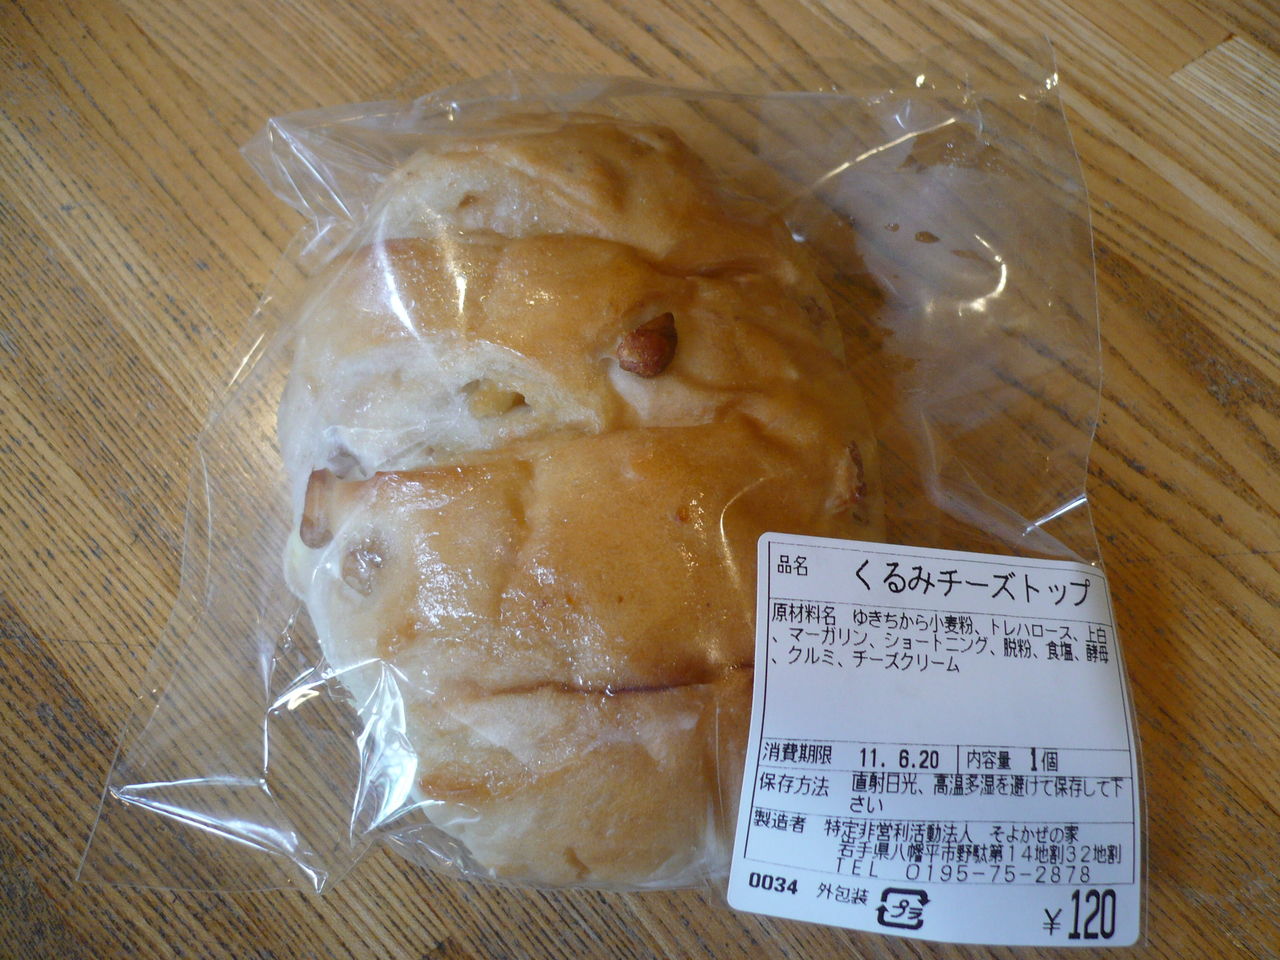 品名 くるみチーズトップ
原材料名 ゆきちから小麦粉、トレハロース、上白
、マーガリン、ショートニング、脱粉、食塩、酵母
、クルミ、チーズクリーム
消費期限 11. 6.20 内容量 1個
保存方法 直射日光、高温多湿を避けて保存して下
さい
製造者 特定非営利活動法人 そよかぜの家
岩手県八幡平市野駄第14地割32地割
TEL 0195-75-2878
0034 外包装 プラ ¥120